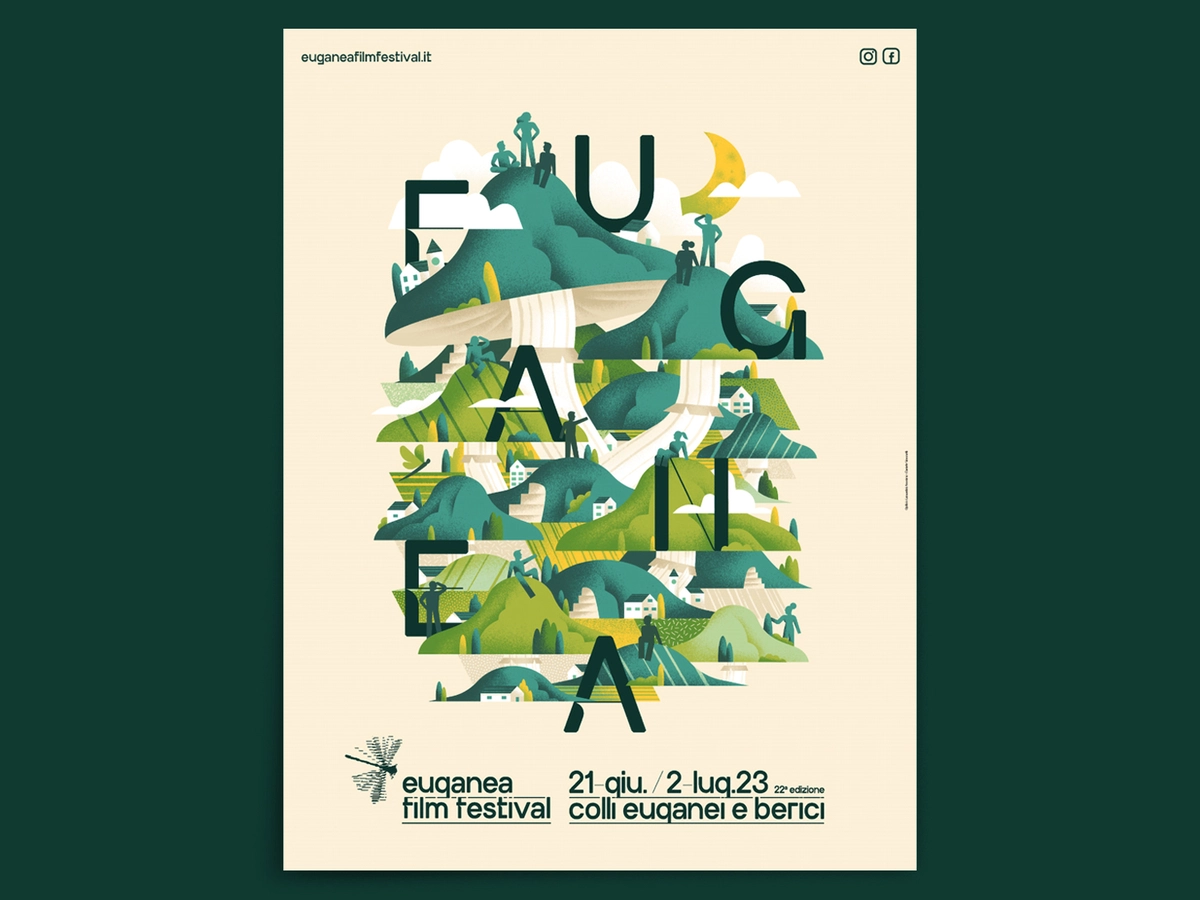 euganeafilmfestival.it
E U
G
A
N
E
A
euganea
film festival
21-giu. / 2-lug.23 22ª edizione
colli euganei e berici